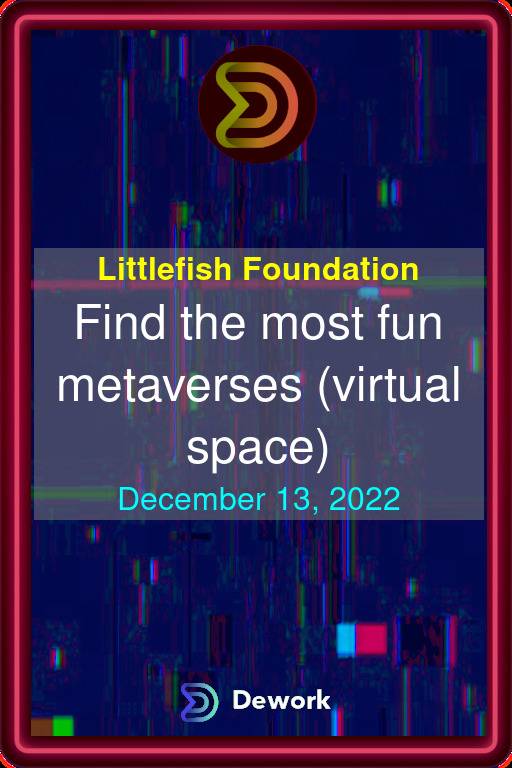 Littlefish Foundation
Find the most fun
metaverses (virtual
space)
December 13, 2022
Dework